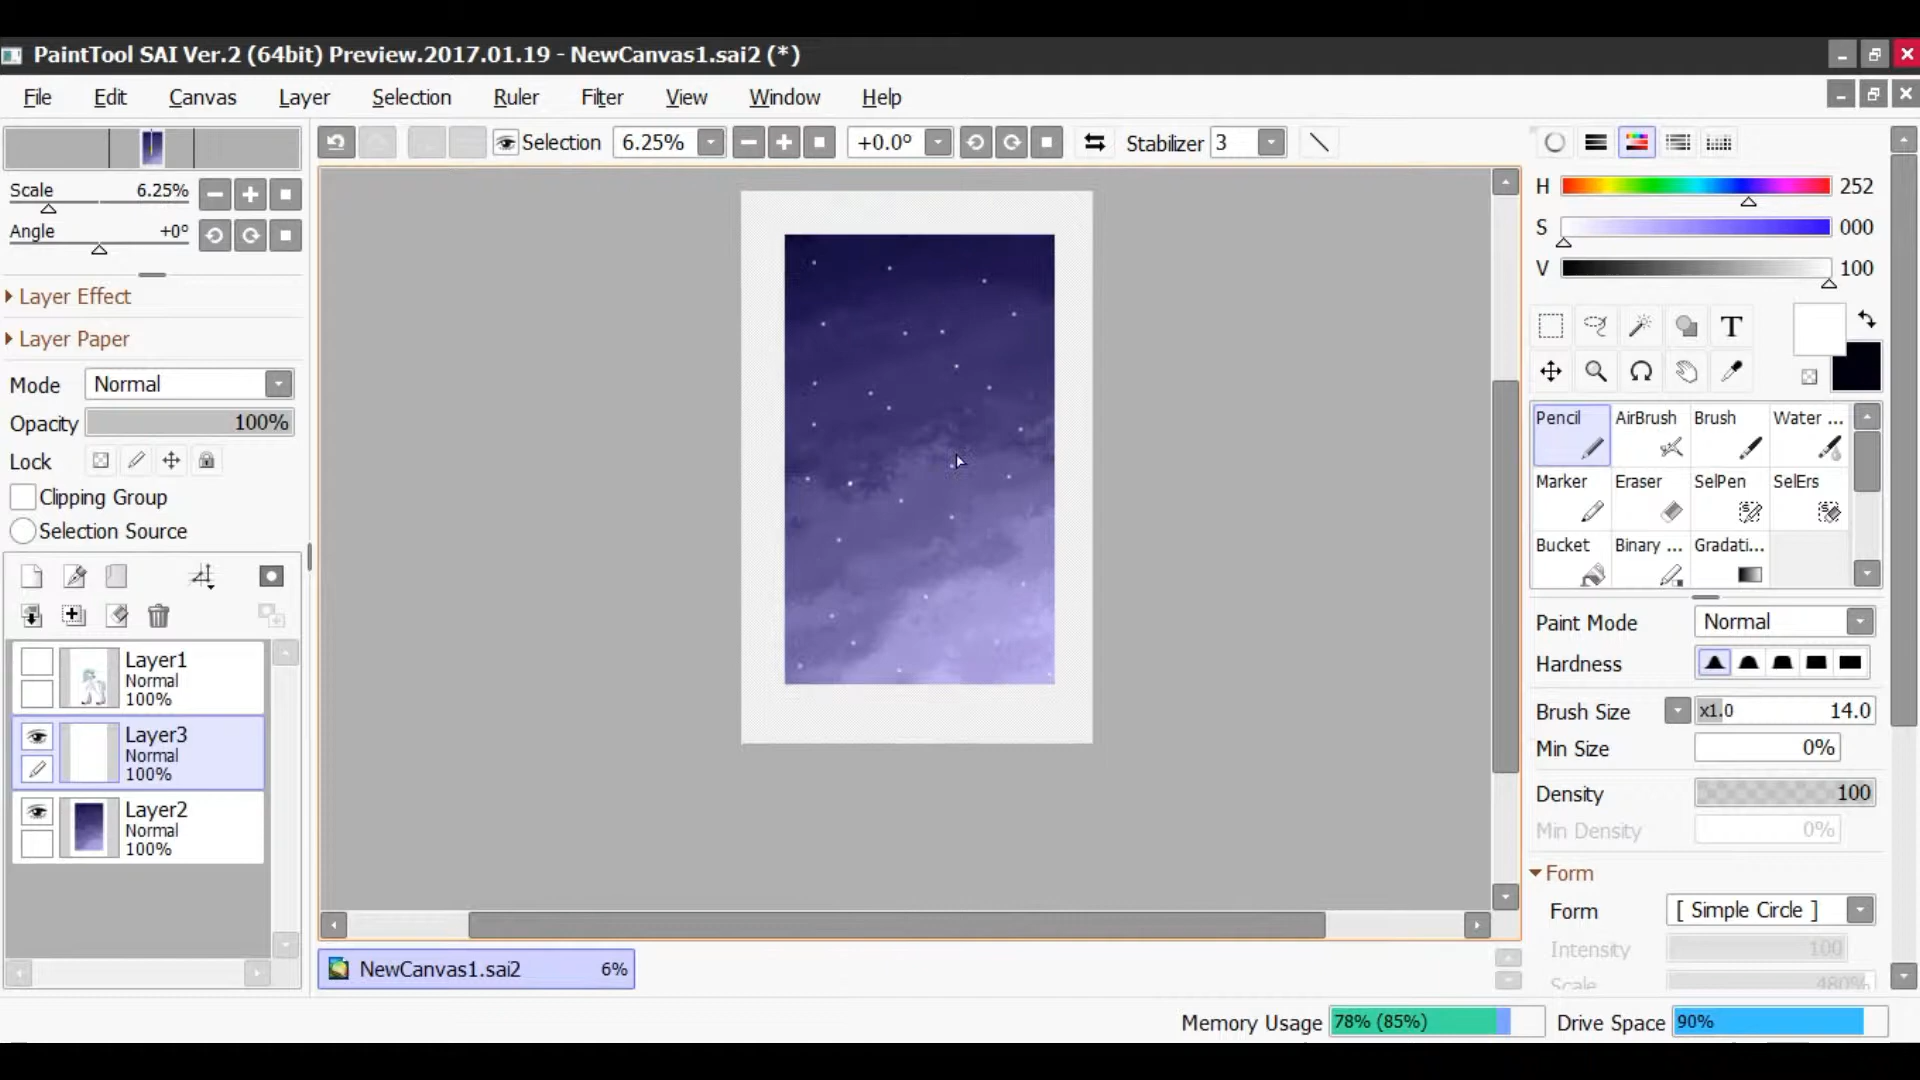 PaintTool SAI Ver.2 (64bit) Preview.2017.01.19 - NewCanvas1.sai2 (*)
File Edit Canvas Layer Selection Ruler Filter View Window Help
Selection 6.25% +0.0º Stabilizer 3
Scale 6.25%
Angle +0º
Layer Effect
Layer Paper
Mode Normal
Opacity 100%
Lock
Clipping Group
Selection Source
Layer1
Normal
100%
Layer3
Normal
100%
Layer2
Normal
100%
NewCanvas1.sai2 6%
H 252
S 000
V 100
T
Pencil AirBrush Brush Water ...
Marker Eraser SelPen SelErs
Bucket Binary ... Gradati...
Paint Mode Normal
Hardness
Brush Size x1.0 14.0
Min Size 0%
Density 100
Min Density 0%
Form
Form [ Simple Circle ]
Intensity 100
Scale 480%
Memory Usage 78% (85%) Drive Space 90%